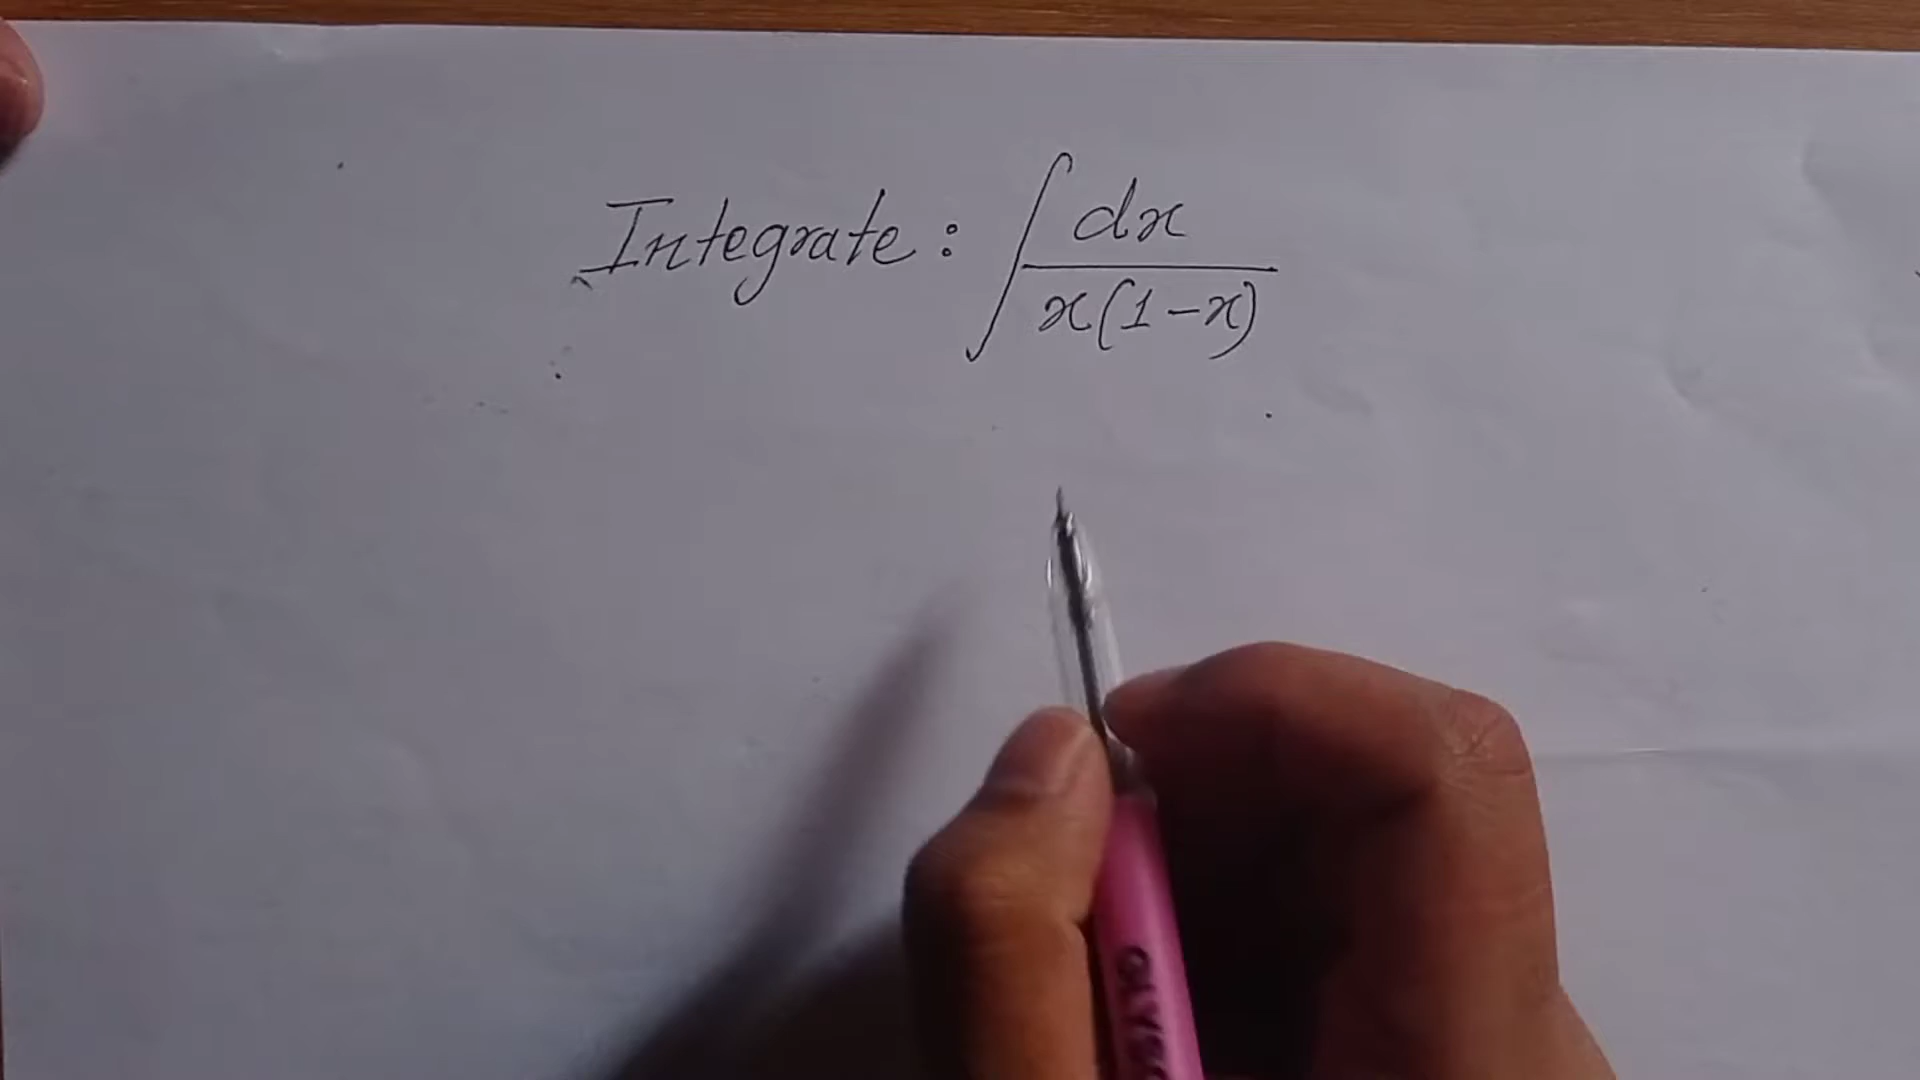 Integrate: ∫ dx / x(1-x)